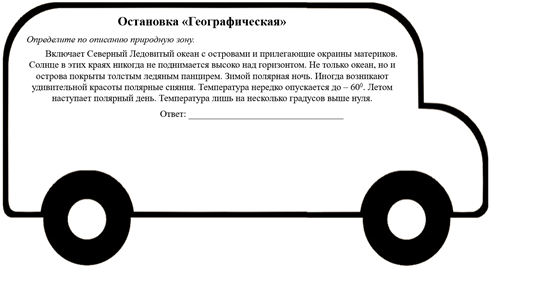 Остановка «Географическая»
Определите по описанию природную зону.
Включает Северный Ледовитый океан с островами и прилегающие окраины материков.
Солнце в этих краях никогда не поднимается высоко над горизонтом. Не только океан, но и
острова покрыты толстым ледяным панцирем. Зимой полярная ночь. Иногда возникают
удивительной красоты полярные сияния. Температура нередко опускается до – 60⁰. Летом
наступает полярный день. Температура лишь на несколько градусов выше нуля.
Ответ: ________________________________